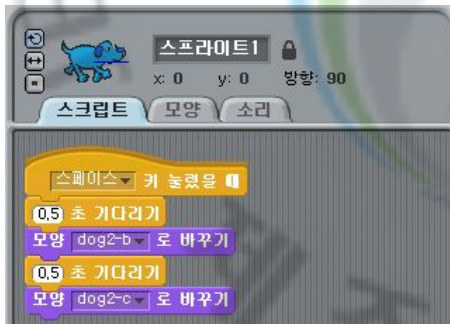 스프라이트1
x: 0 y: 0 방향: 90
스크립트 모양 소리
스페이스 키 눌렸을 때
0.5 초 기다리기
모양 dog2-b 로 바꾸기
0.5 초 기다리기
모양 dog2-c 로 바꾸기